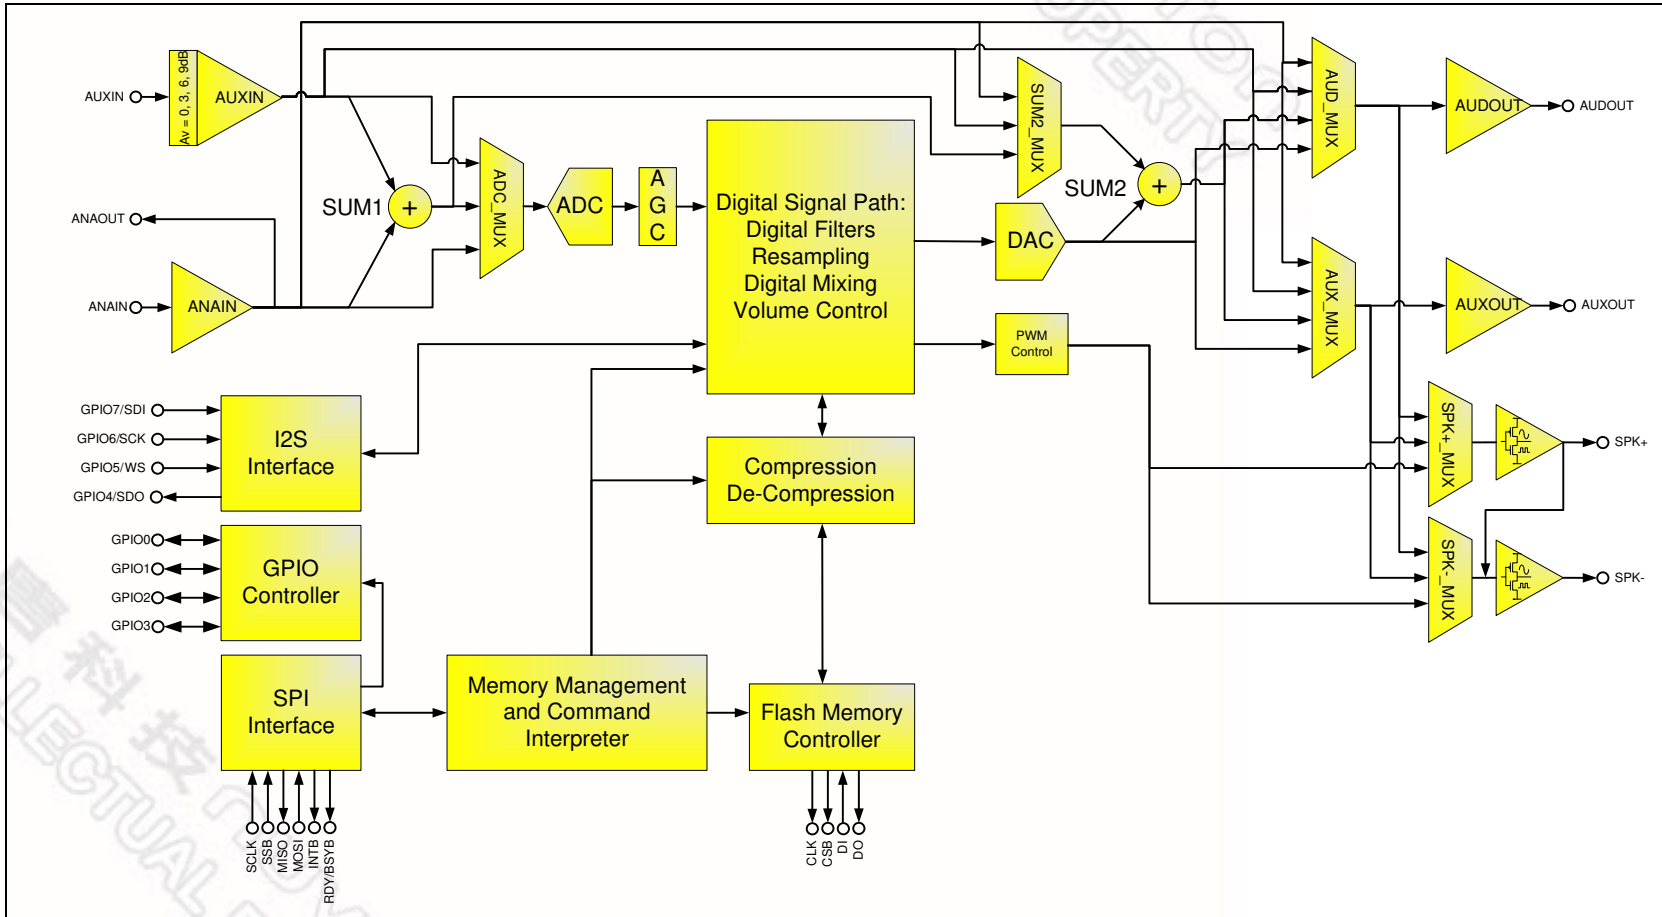 AUXIN
Av = 0, 3, 6, 9dB
AUXIN
ANAOUT
ANAIN
ANAIN
SUM1
+
ADC_MUX
ADC
A
G
C
Digital Signal Path:
Digital Filters
Resampling
Digital Mixing
Volume Control
SUM2_MUX
SUM2
+
DAC
PWM
Control
AUD_MUX
AUDOUT
AUDOUT
AUX_MUX
AUXOUT
AUXOUT
SPK+_MUX
SPK+
SPK-_MUX
SPK-
GPIO7/SDI
GPIO6/SCK
GPIO5/WS
GPIO4/SDO
I2S
Interface
GPIO0
GPIO1
GPIO2
GPIO3
GPIO
Controller
Compression
De-Compression
SPI
Interface
Memory Management
and Command
Interpreter
Flash Memory
Controller
SCLK
SSB
MISO
MOSI
INTB
RDY/BSYB
CLK
CSB
DI
DO
科技